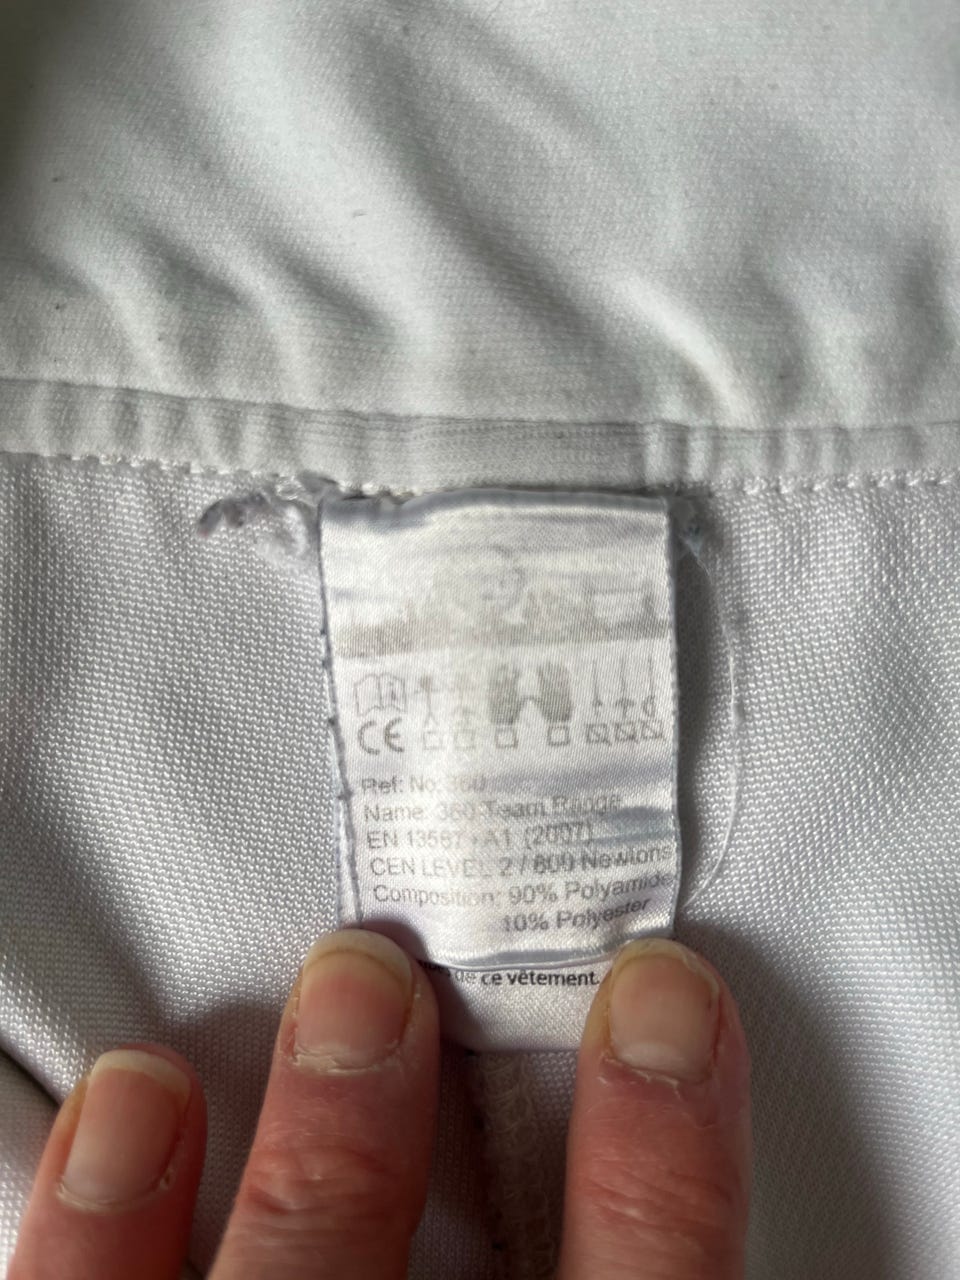 CE
Ref: No: 360
Name: 360 Team Range
EN 13567 + A1 (2007)
CEN LEVEL 2 / 800 Newtons
Composition: 90% Polyamide
10% Polyester
de ce vêtement.